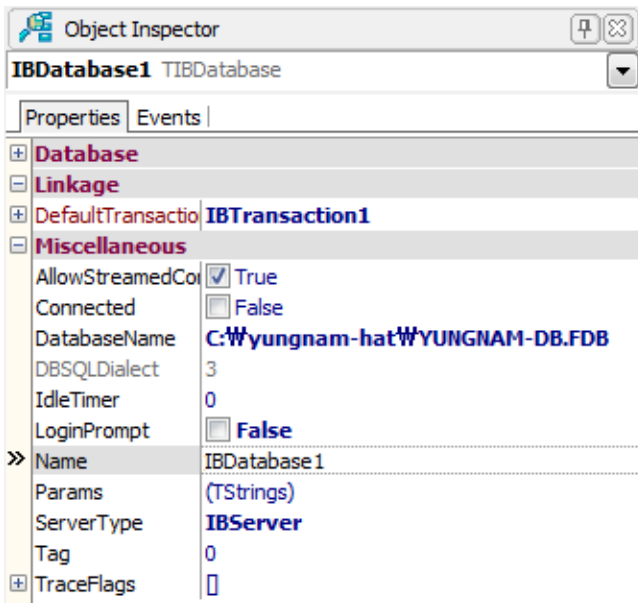 Object Inspector
IBDatabase1 TIBDatabase
Properties Events
Database
Linkage
DefaultTransactio IBTransaction1
Miscellaneous
AllowStreamedCo True
Connected False
DatabaseName C:₩yungnam-hat₩YUNGNAM-DB.FDB
DBSQLDialect 3
IdleTimer 0
LoginPrompt False
Name IBDatabase1
Params (TStrings)
ServerType IBServer
Tag 0
TraceFlags []